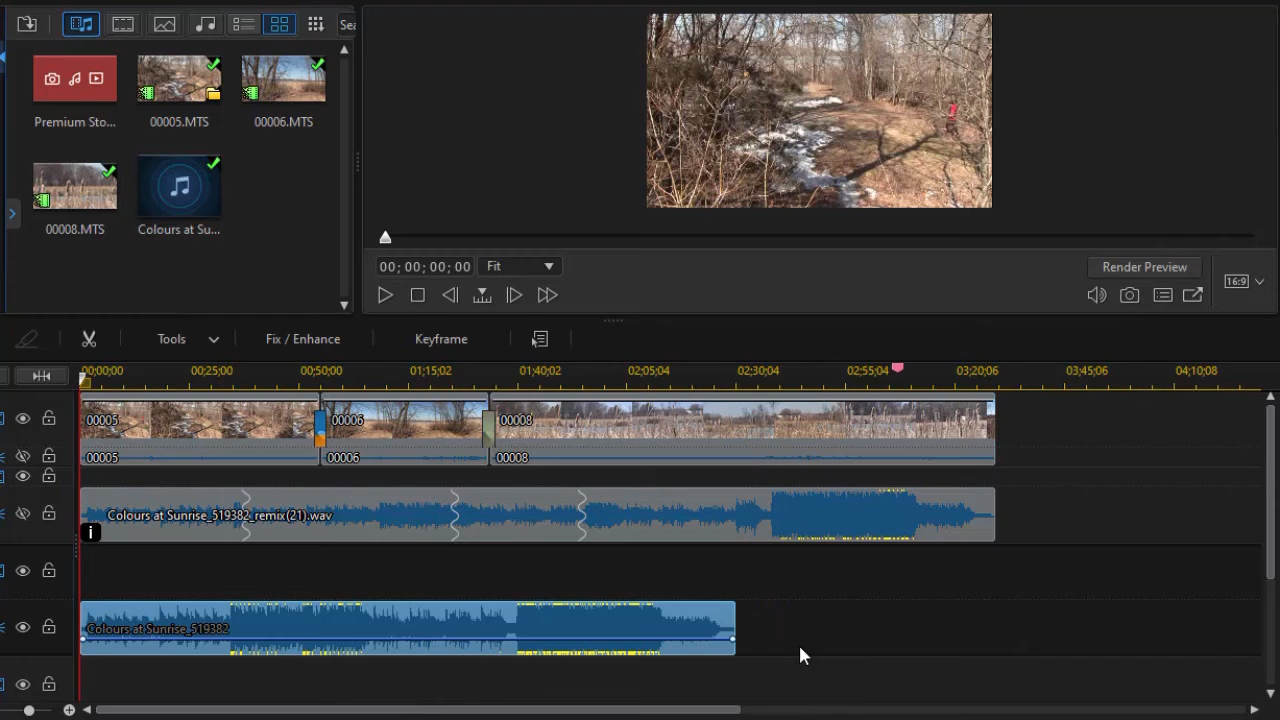 Sea
Premium Sto...
00005.MTS
00006.MTS
00008.MTS
Colours at Su...
00; 00; 00; 00
Fit
Render Preview
16:9
Tools
Fix / Enhance
Keyframe
00;00;00
00;25;00
00;50;00
01;15;02
01;40;02
02;05;04
02;30;04
02;55;04
03;20;06
03;45;06
04;10;08
00005
00006
00008
00005
00006
00008
Colours at Sunrise_519382_remix(21).wav
i
Colours at Sunrise_519382